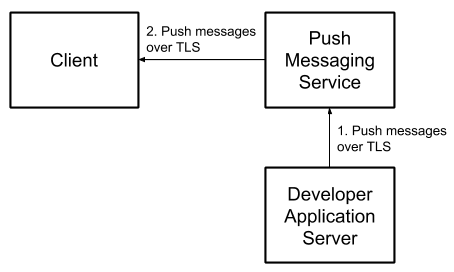 Client
2. Push messages
over TLS
Push
Messaging
Service
1. Push messages
over TLS
Developer
Application
Server